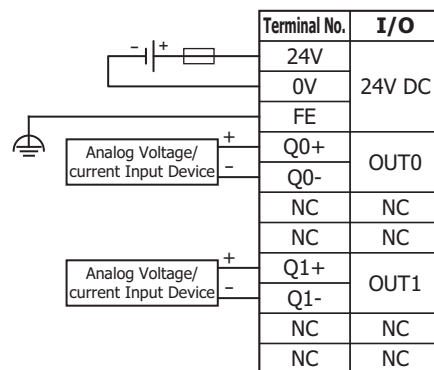 Terminal No. I/O
– + 24V
0V 24V DC
FE
Analog Voltage/
current Input Device
+ Q0+ OUT0
– Q0-
NC NC
NC NC
Analog Voltage/
current Input Device
+ Q1+ OUT1
– Q1-
NC NC
NC NC